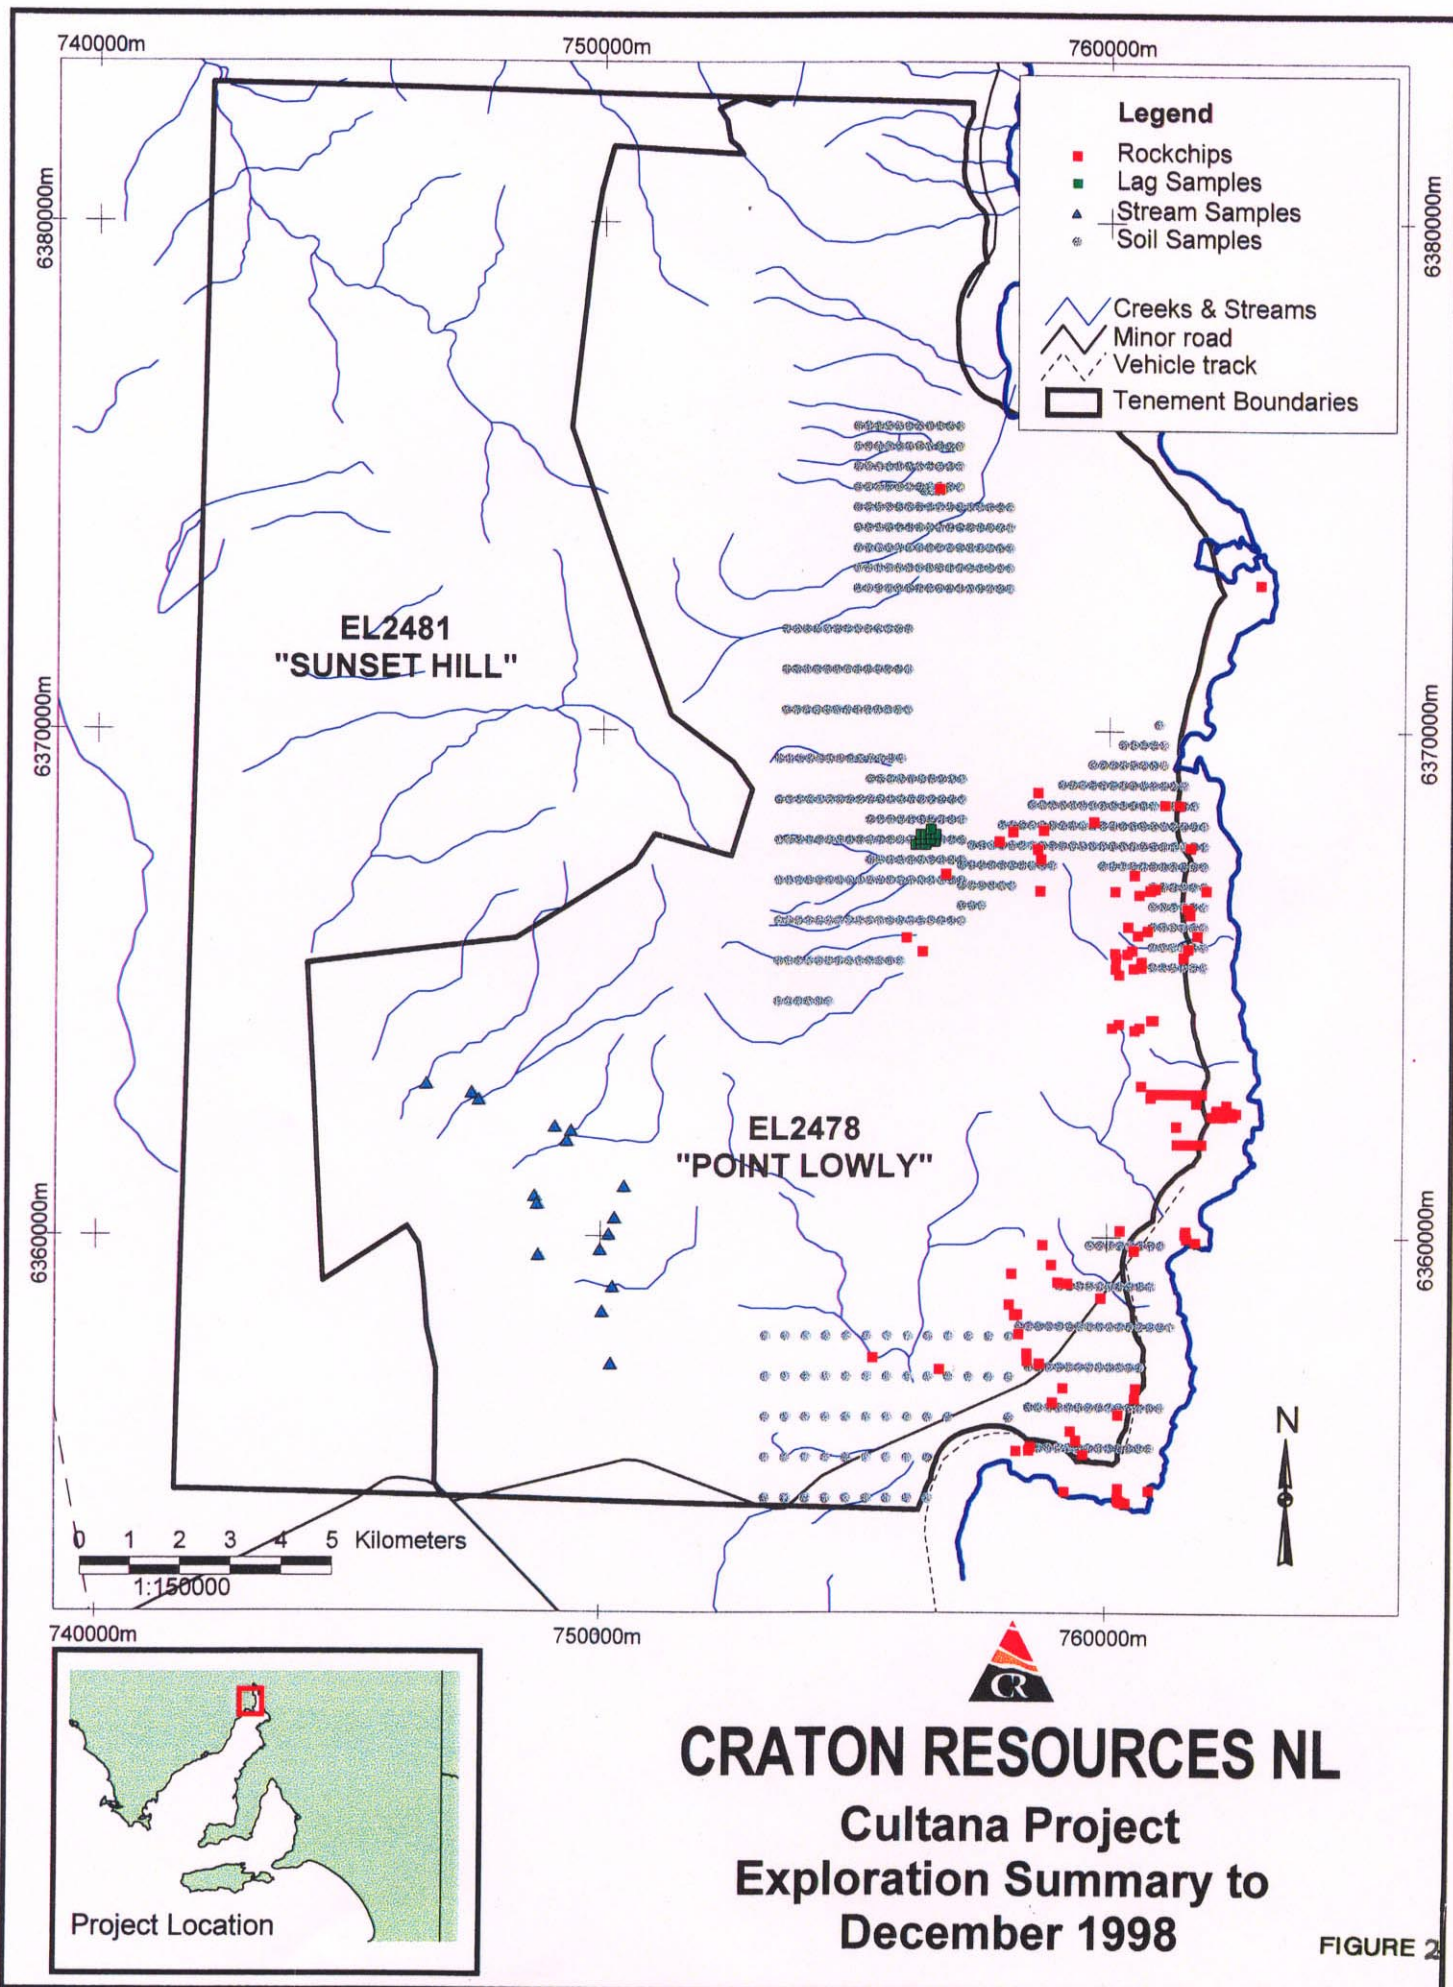 740000m
750000m
760000m
Legend
Rockchips
Lag Samples
Stream Samples
Soil Samples
Creeks & Streams
Minor road
Vehicle track
Tenement Boundaries
6380000m
6380000m
EL2481
"SUNSET HILL"
6370000m
6370000m
EL2478
"POINT LOWLY"
6360000m
6360000m
N
0 1 2 3 4 5 Kilometers
1:150000
740000m
750000m
760000m
CR
CRATON RESOURCES NL
Cultana Project
Exploration Summary to
December 1998
Project Location
FIGURE 2